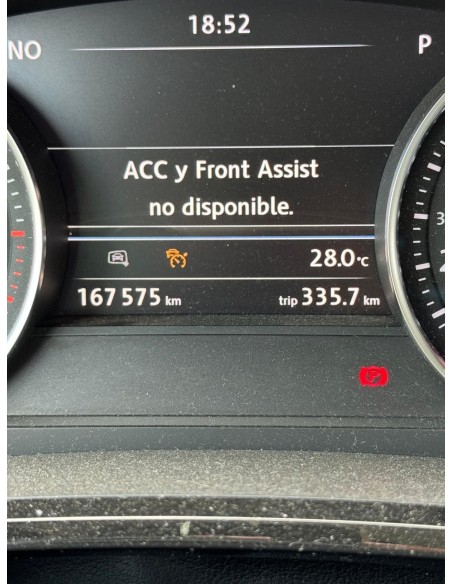 18:52
NO
P
ACC y Front Assist
no disponible.
28.0°C
167575 km
trip 335.7 km